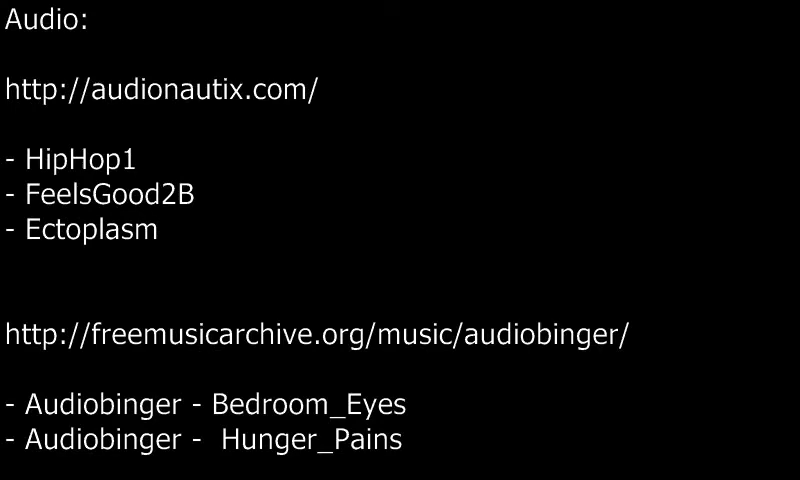 Audio:
http://audionautix.com/
- HipHop1
- FeelsGood2B
- Ectoplasm
http://freemusicarchive.org/music/audiobinger/
- Audiobinger - Bedroom_Eyes
- Audiobinger -  Hunger_Pains